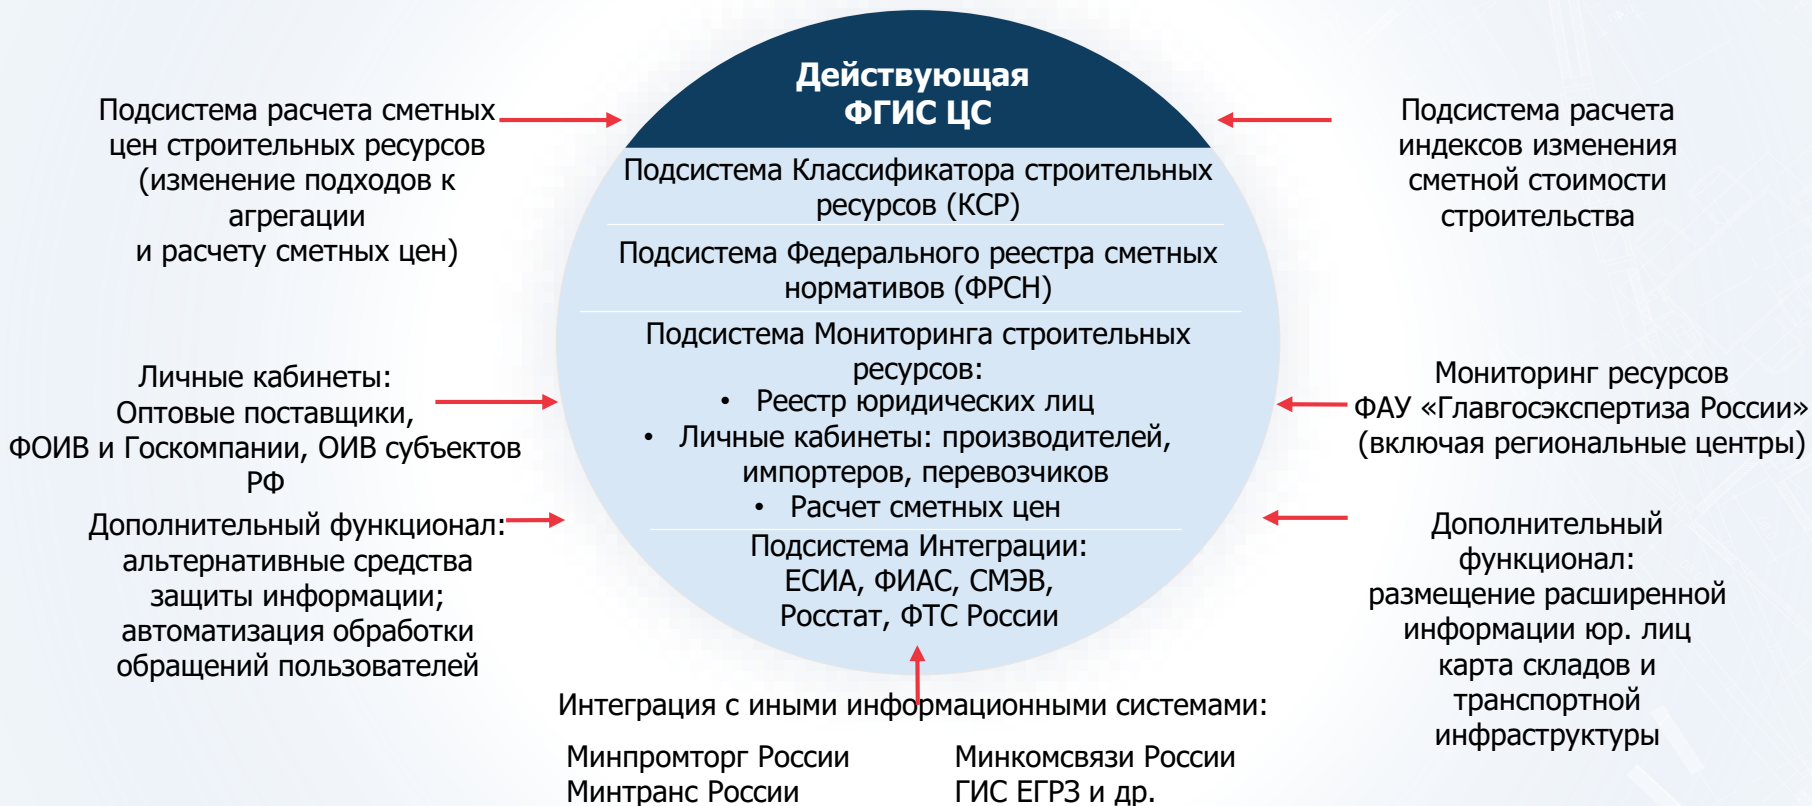 Действующая
ФГИС ЦС
Подсистема расчета сметных
цен строительных ресурсов
(изменение подходов к
агрегации
и расчету сметных цен)
Подсистема расчета
индексов изменения
сметной стоимости
строительства
Подсистема Классификатора строительных
ресурсов (КСР)
Подсистема Федерального реестра сметных
нормативов (ФРСН)
Подсистема Мониторинга строительных
ресурсов:
• Реестр юридических лиц
• Личные кабинеты: производителей,
импортеров, перевозчиков
• Расчет сметных цен
Подсистема Интеграции:
ЕСИА, ФИАС, СМЭВ,
Росстат, ФТС России
Личные кабинеты:
Оптовые поставщики,
ФОИВ и Госкомпании, ОИВ субъектов
РФ
Дополнительный функционал:
альтернативные средства
защиты информации;
автоматизация обработки
обращений пользователей
Мониторинг ресурсов
ФАУ «Главгосэкспертиза России»
(включая региональные центры)
Дополнительный
функционал:
размещение расширенной
информации юр. лиц
карта складов и
транспортной
инфраструктуры
Интеграция с иными информационными системами:
Минпромторг России
Минтранс России
Минкомсвязи России
ГИС ЕГРЗ и др.